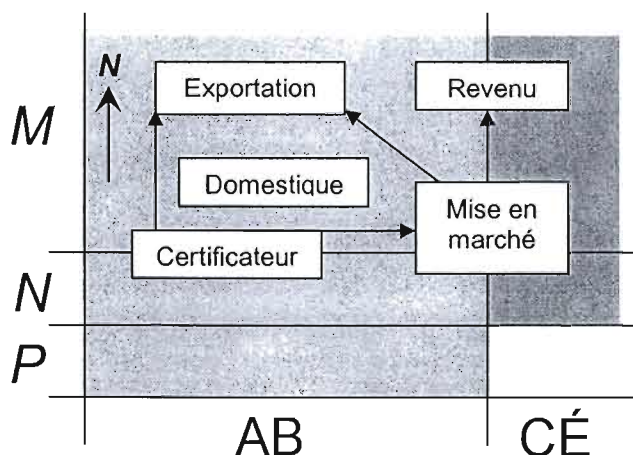 N
Exportation
Revenu
M
Domestique
Mise en
marché
Certificateur
N
P
AB
CÉ